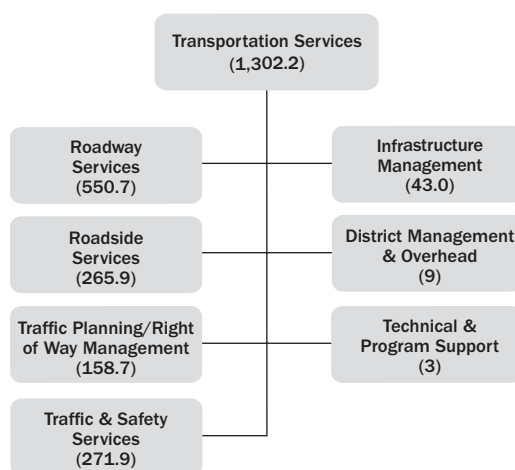 Transportation Services
(1,302.2)
Roadway
Services
(550.7)
Infrastructure
Management
(43.0)
Roadside
Services
(265.9)
District Management
& Overhead
(9)
Traffic Planning/Right
of Way Management
(158.7)
Technical &
Program Support
(3)
Traffic & Safety
Services
(271.9)